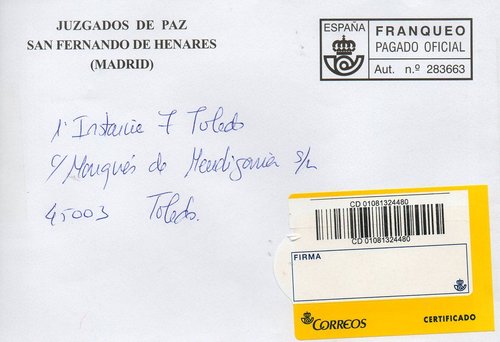 JUZGADOS DE PAZ
SAN FERNANDO DE HENARES
(MADRID)
ESPAÑA
FRANQUEO
PAGADO OFICIAL
Aut. n.º 283663
1ª Instancia 7 Toledo
c/ Marqués de Mendigorria s/n
45003 Toledo.
CD 01081324480
CD 01081324480
FIRMA
CORREOS
CERTIFICADO